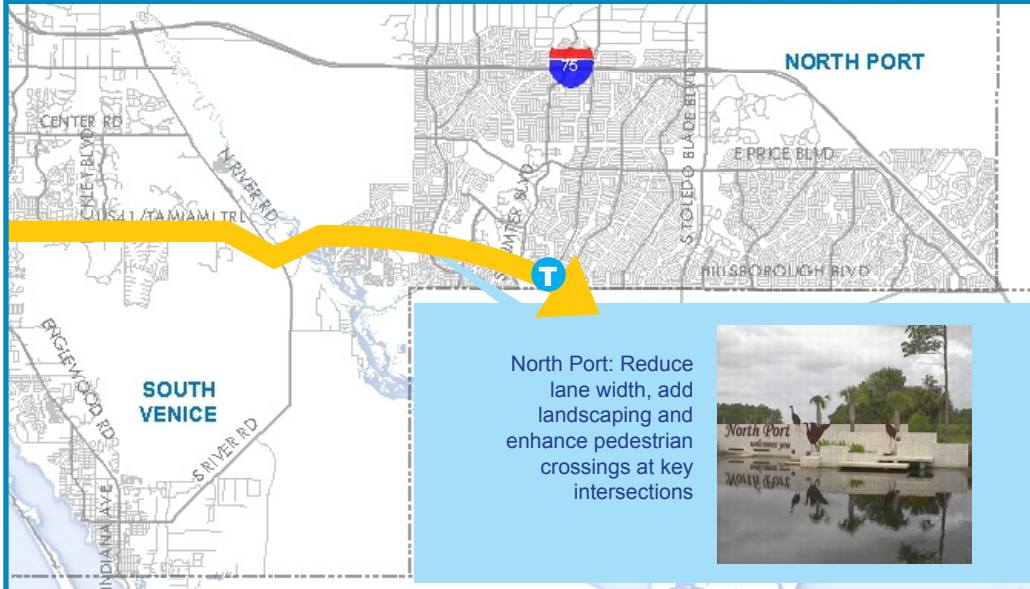 75
NORTH PORT
CENTER RD
N RIVER RD
S TOLEDO BLADE BLVD
E PRICE BLVD
US41/TAMIAMI TRL
HILLSBOROUGH BLVD
T
ENGLEWOOD RD
SOUTH
VENICE
S RIVER RD
INDIANA AVE
North Port: Reduce
lane width, add
landscaping and
enhance pedestrian
crossings at key
intersections
North Port
welcomes you